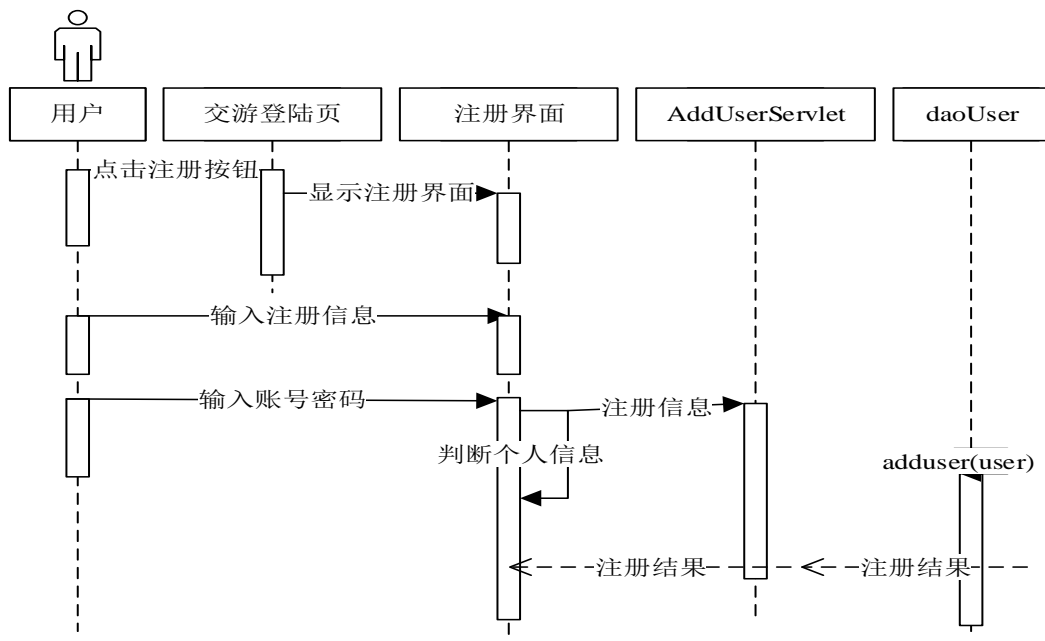 用户
交游登陆页
注册界面
AddUserServlet
daoUser
点击注册按钮
显示注册界面
输入注册信息
输入账号密码
注册信息
判断个人信息
adduser(user)
注册结果
注册结果